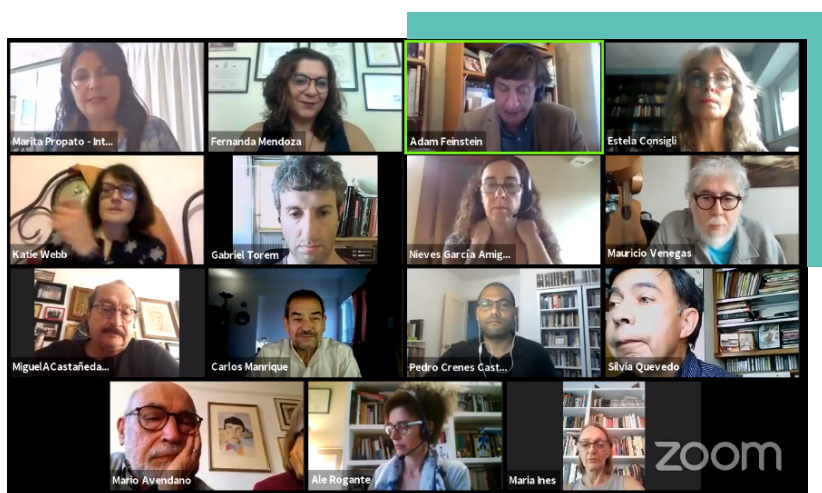 Marita Propato - Int...
Fernanda Mendoza
Adam Feinstein
Estela Consigli
Katie Webb
Gabriel Torem
Nieves García Amig...
Mauricio Venegas
MiguelACastañeda...
Carlos Manrique
Pedro Crenes Cast...
Silvia Quevedo
Mario Avendano
Ale Rogante
Maria Ines
zoom